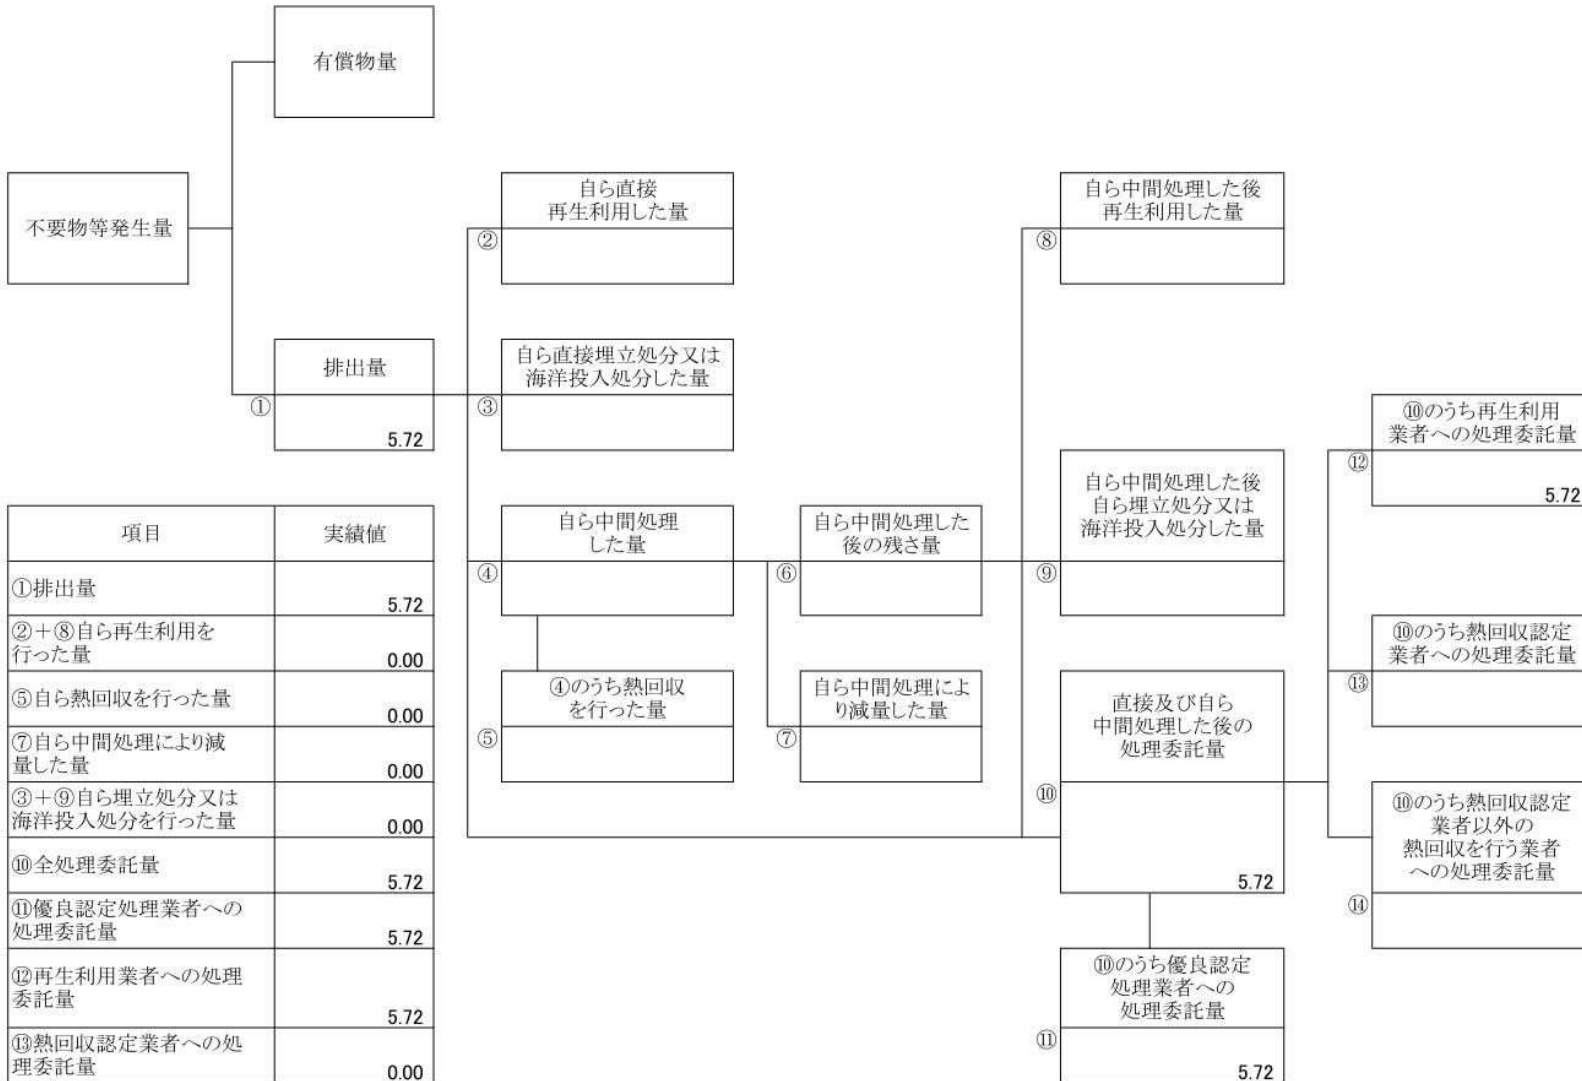 有償物量
不要物等発生量
自ら直接
再生利用した量
②
自ら中間処理した後
再生利用した量
⑧
排出量
①
5.72
自ら直接埋立処分又は
海洋投入処分した量
③
⑩のうち再生利用
業者への処理委託量
⑫
5.72
自ら中間処理した後
自ら埋立処分又は
海洋投入処分した量
⑨
自ら中間処理
した量
④
自ら中間処理した
後の残さ量
⑥
⑩のうち熱回収認定
業者への処理委託量
⑬
④のうち熱回収
を行った量
⑤
自ら中間処理によ
り減量した量
⑦
直接及び自ら
中間処理した後の
処理委託量
⑩
5.72
⑩のうち熱回収認定
業者以外の
熱回収を行う業者
への処理委託量
⑭
⑩のうち優良認定
処理業者への
処理委託量
⑪
5.72
項目 実績値
①排出量
5.72
②＋⑧自ら再生利用を
行った量
0.00
⑤自ら熱回収を行った量
0.00
⑦自ら中間処理により減
量した量
0.00
③＋⑨自ら埋立処分又は
海洋投入処分を行った量
0.00
⑩全処理委託量
5.72
⑪優良認定処理業者への
処理委託量
5.72
⑫再生利用業者への処理
委託量
5.72
⑬熱回収認定業者への処
理委託量
0.00